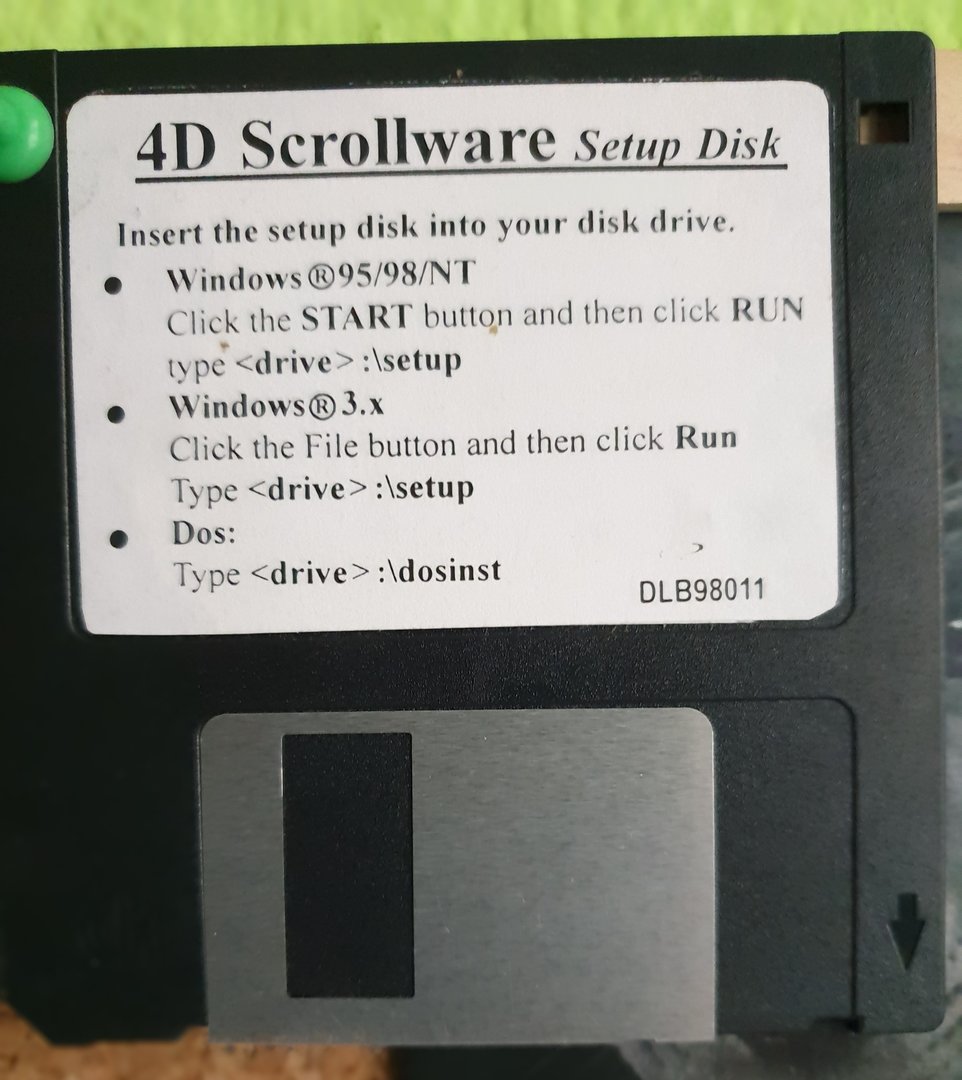 4D Scrollware Setup Disk
Insert the setup disk into your disk drive.
● Windows®95/98/NT
Click the START button and then click RUN
type <drive>:\setup
● Windows®3.x
Click the File button and then click Run
Type <drive>:\setup
● Dos:
Type <drive>:\dosinst
DLB98011